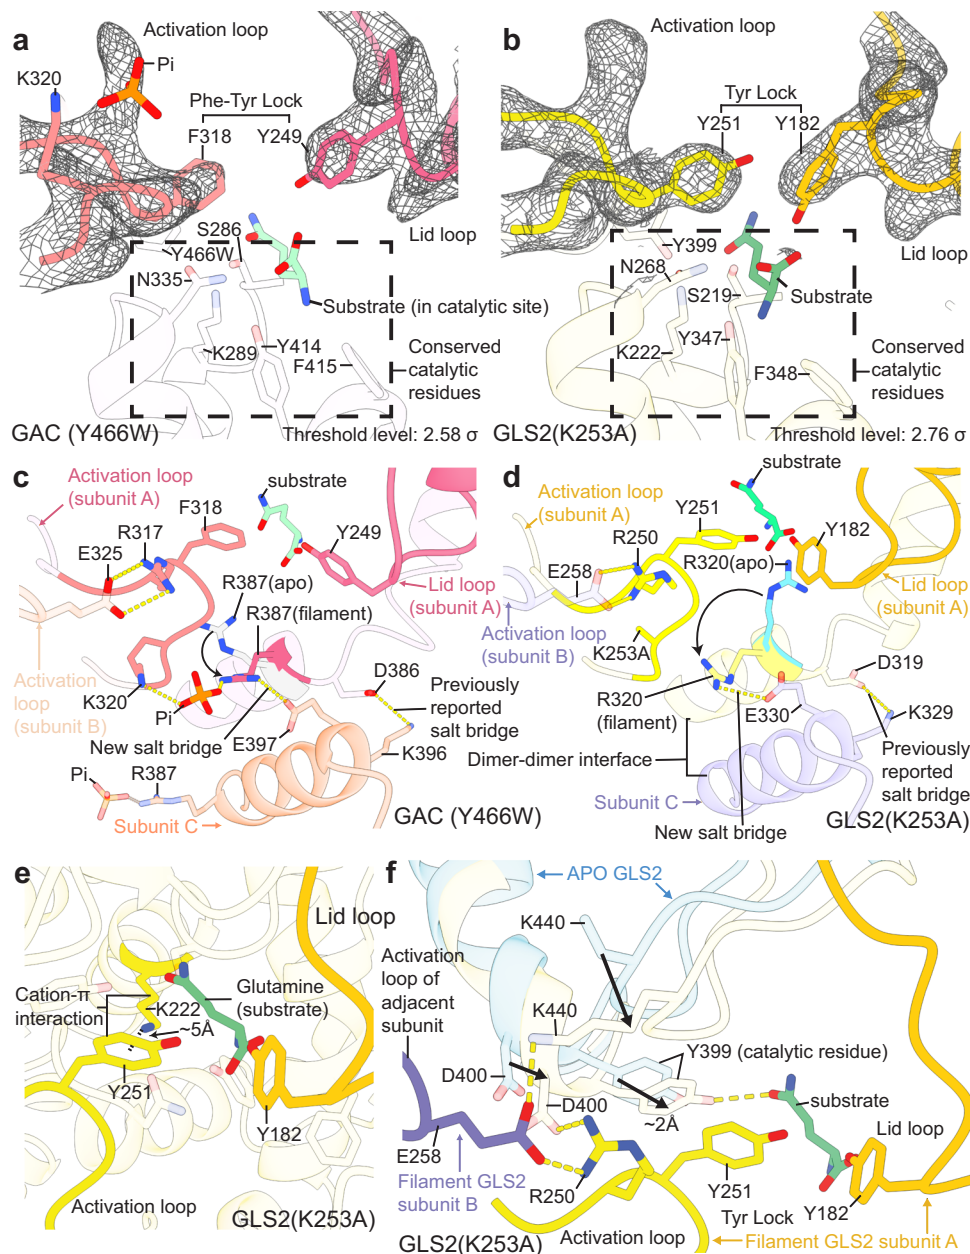 a
Activation loop
Pi
K320
Phe-Tyr Lock
F318
Y249
Lid loop
S286
Y466W
N335
Substrate (in catalytic site)
K289
Y414
F415
Conserved
catalytic
residues
GAC (Y466W)
Threshold level: 2.58 σ
b
Activation loop
Tyr Lock
Y251
Y182
Lid loop
Y399
N268
S219
Substrate
K222
Y347
F348
Conserved
catalytic
residues
GLS2(K253A)
Threshold level: 2.76 σ
c
Activation loop
(subunit A)
substrate
F318
R317
E325
Y249
R387(apo)
Lid loop
(subunit A)
R387(filament)
Activation
loop
(subunit B)
K320
Pi
D386
New salt bridge
Previously
reported
salt bridge
E397
K396
Pi
R387
Subunit C
GAC (Y466W)
d
substrate
Activation loop
(subunit A)
Y251
R250
Y182
R320(apo)
E258
Lid loop
(subunit A)
Activation loop
(subunit B)
K253A
D319
R320
(filament)
E330
K329
Dimer-dimer interface
Previously
reported
salt bridge
Subunit C
New salt bridge
GLS2(K253A)
e
Lid loop
Cation-π
interaction
K222
Glutamine
(substrate)
~5Å
Y251
Y182
Activation loop
GLS2(K253A)
f
APO GLS2
K440
Activation
loop of
adjacent
subunit
K440
Y399 (catalytic residue)
D400
D400
~2Å
substrate
E258
Lid loop
Filament GLS2
subunit B
R250
Y251
Tyr Lock
Y182
Activation loop
Filament GLS2 subunit A
GLS2(K253A)